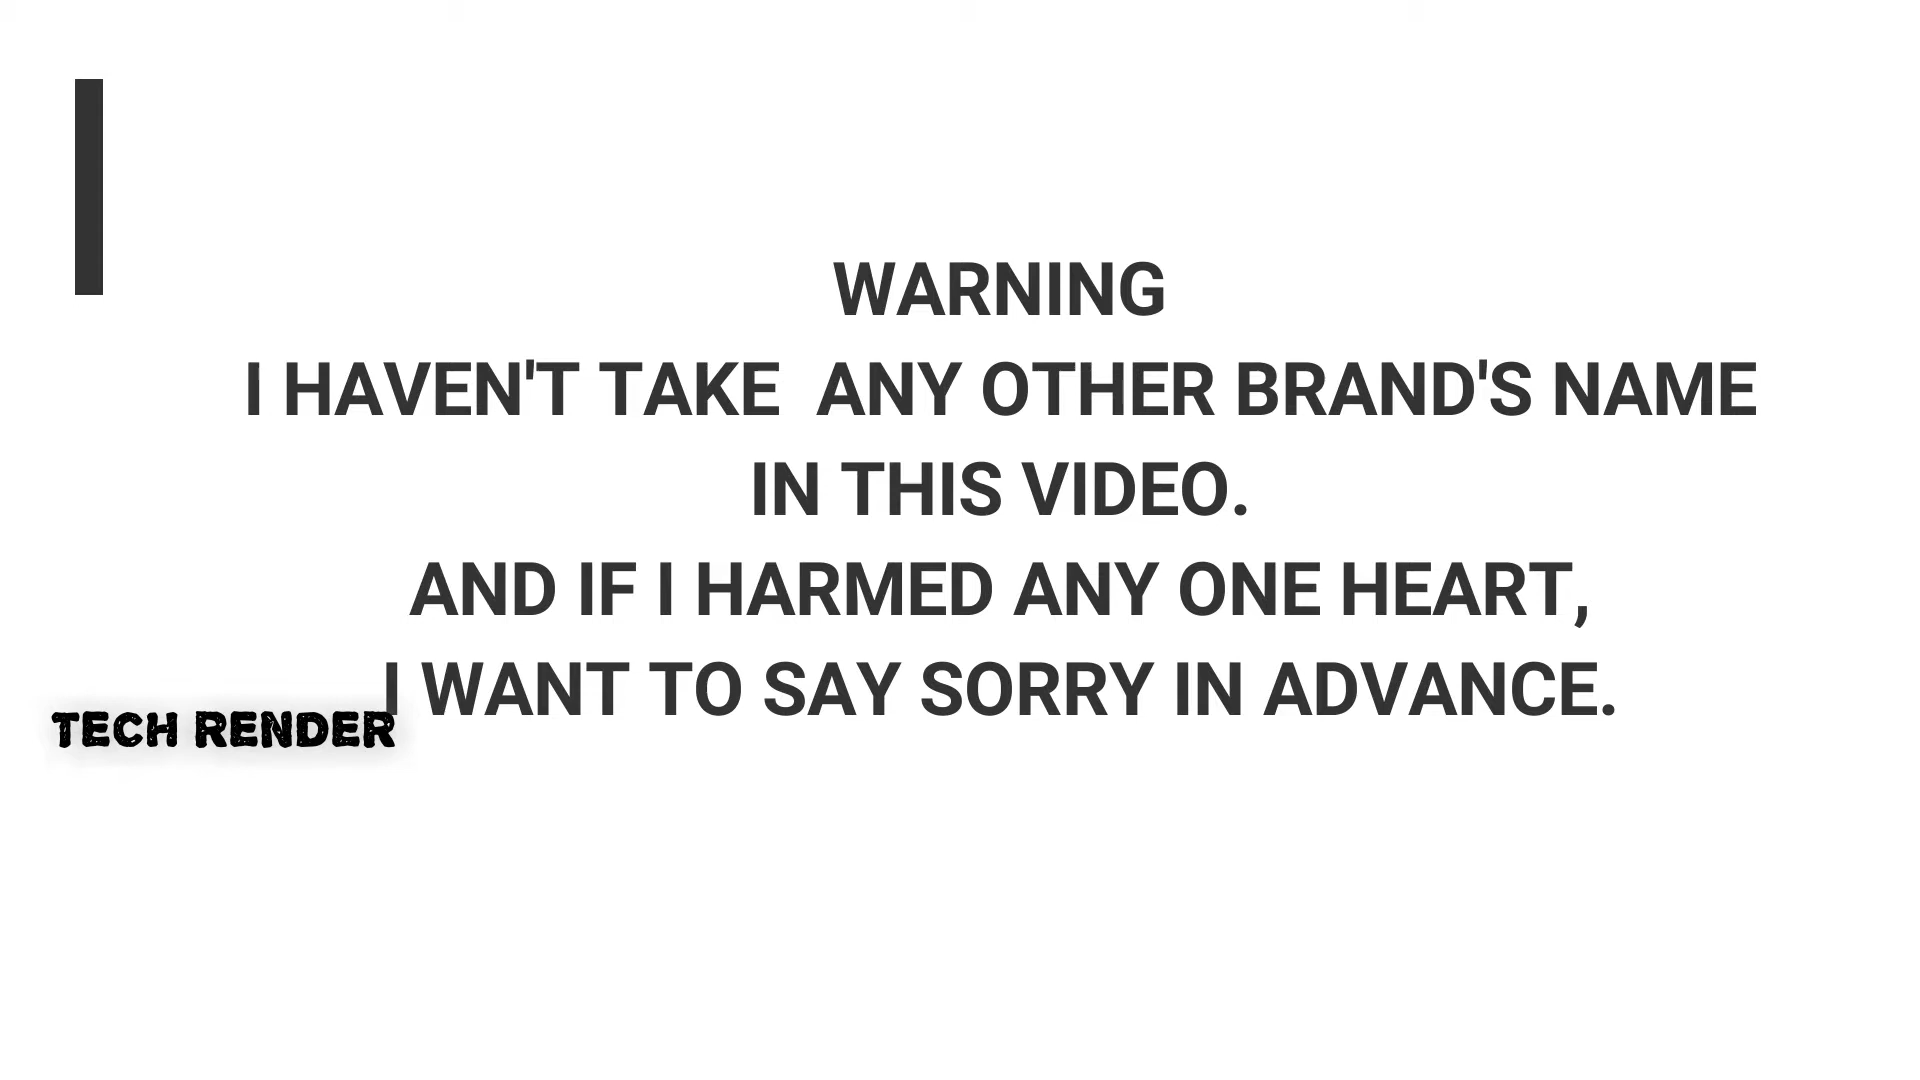 WARNING
I HAVEN'T TAKE  ANY OTHER BRAND'S NAME
IN THIS VIDEO.
AND IF I HARMED ANY ONE HEART,
I WANT TO SAY SORRY IN ADVANCE.
TECH RENDER